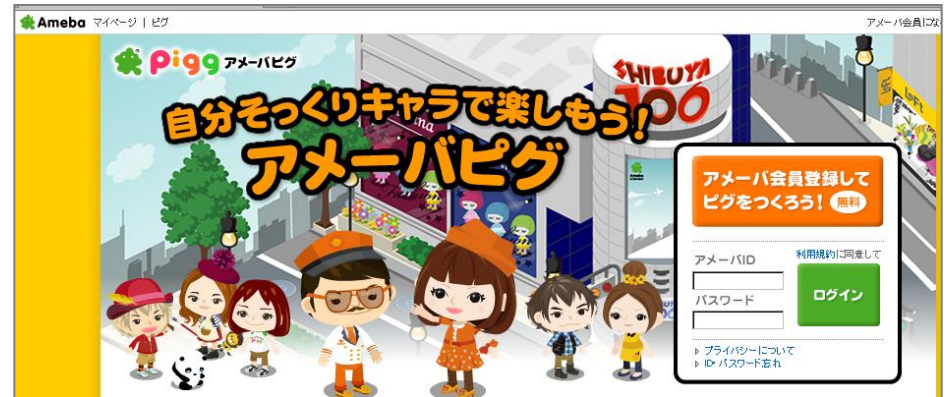 Ameba マイページ | ピグ
アメーバ会員にな
Pigg アメーバピグ
自分そっくりキャラで楽しもう!
アメーバピグ
SHIBUYA
106
LOFT
アメーバ会員登録して
ピグをつくろう! 無料
アメーバID
利用規約に同意して
パスワード
ログイン
プライバシーについて
ID・パスワード忘れ